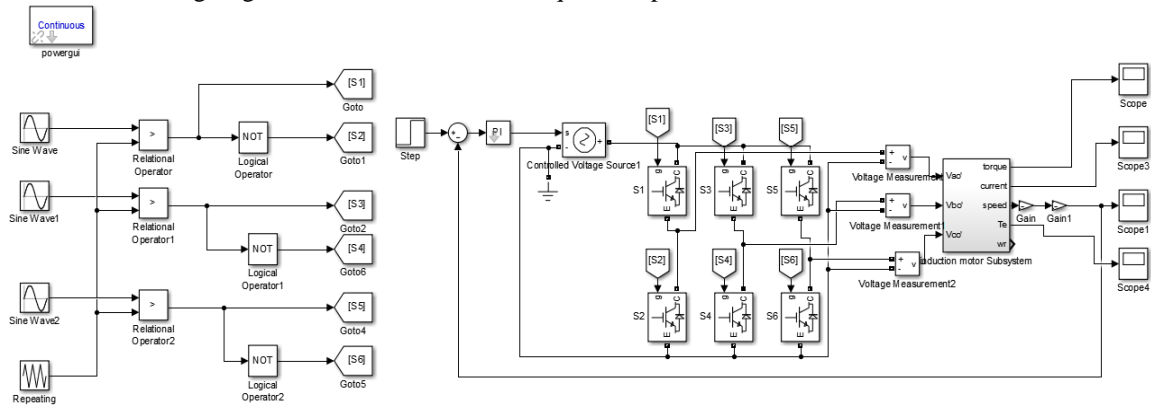 Continuous
powergui
Sine Wave
>
Relational
Operator
NOT
Logical
Operator
[S1]
Goto
[S2]
Goto1
Sine Wave1
>
Relational
Operator1
NOT
Logical
Operator1
[S3]
Goto2
[S4]
Goto6
Sine Wave2
>
Relational
Operator2
NOT
Logical
Operator2
[S5]
Goto4
[S6]
Goto5
Repeating
Step
PI
s
Controlled Voltage Source1
[S1]
[S3]
[S5]
g C
E
S1
g C
E
S3
g C
E
S5
[S2]
[S4]
[S6]
g C
E
S2
g C
E
S4
g C
E
S6
+ v
-
Voltage Measurement
+ v
-
Voltage Measurement1
+ v
-
Voltage Measurement2
Vao'
Vbo'
Vco'
torque
current
speed
Te
wr
induction motor Subsystem
Gain
Gain1
Scope
Scope3
Scope1
Scope4